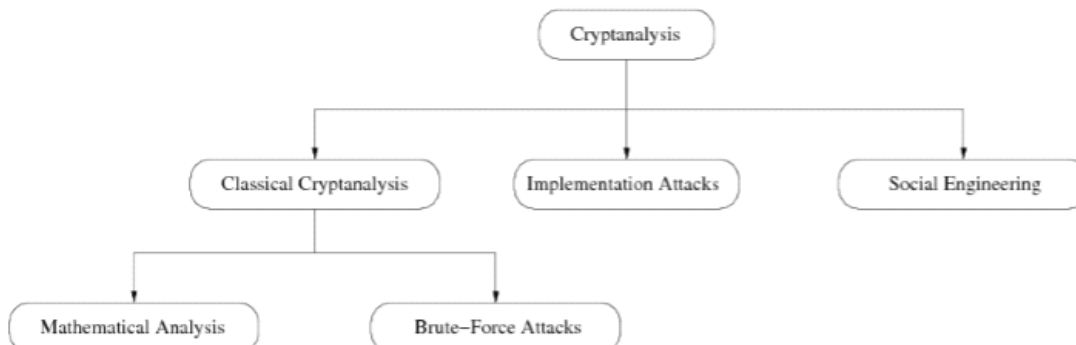 Cryptanalysis
Classical Cryptanalysis
Implementation Attacks
Social Engineering
Mathematical Analysis
Brute−Force Attacks